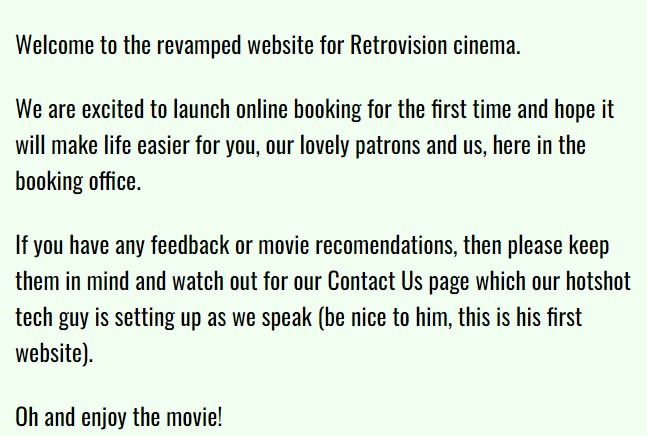 Welcome to the revamped website for Retrovision cinema.
We are excited to launch online booking for the first time and hope it
will make life easier for you, our lovely patrons and us, here in the
booking office.
If you have any feedback or movie recomendations, then please keep
them in mind and watch out for our Contact Us page which our hotshot
tech guy is setting up as we speak (be nice to him, this is his first
website).
Oh and enjoy the movie!